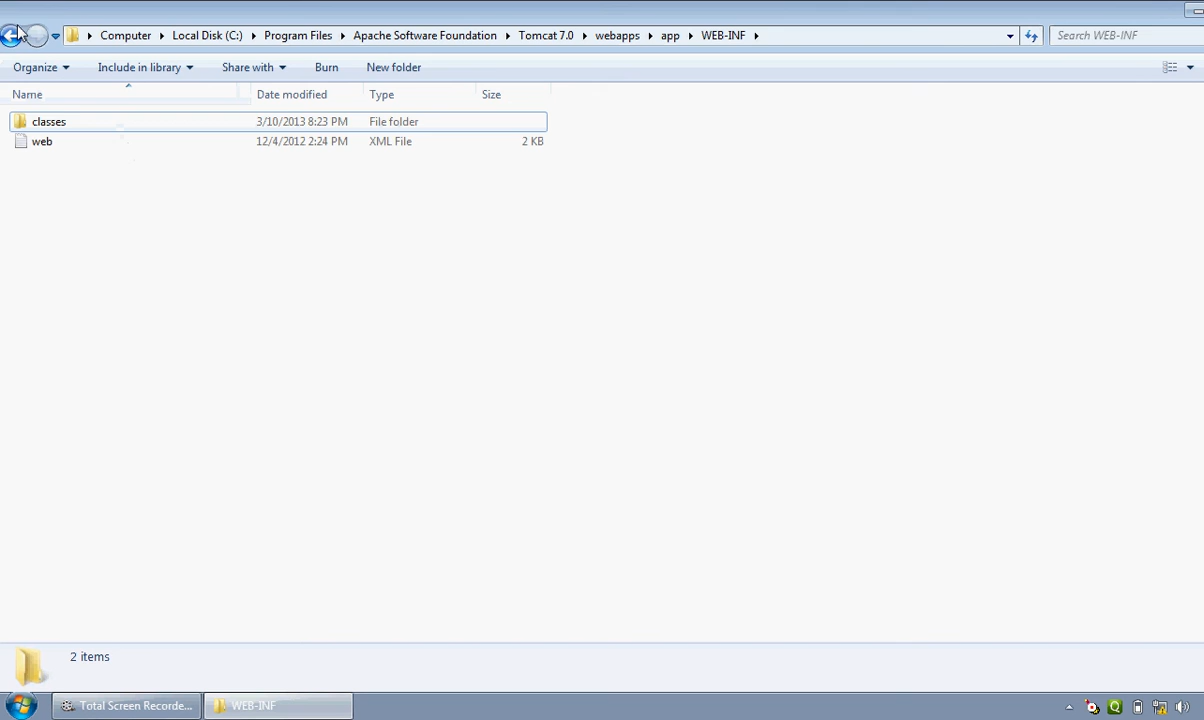 Computer Local Disk (C:) Program Files Apache Software Foundation Tomcat 7.0 webapps app WEB-INF Search WEB-INF
Organize Include in library Share with Burn New folder
Name Date modified Type Size
classes 3/10/2013 8:23 PM File folder
web 12/4/2012 2:24 PM XML File 2 KB
2 items
Total Screen Recorde... WEB-INF